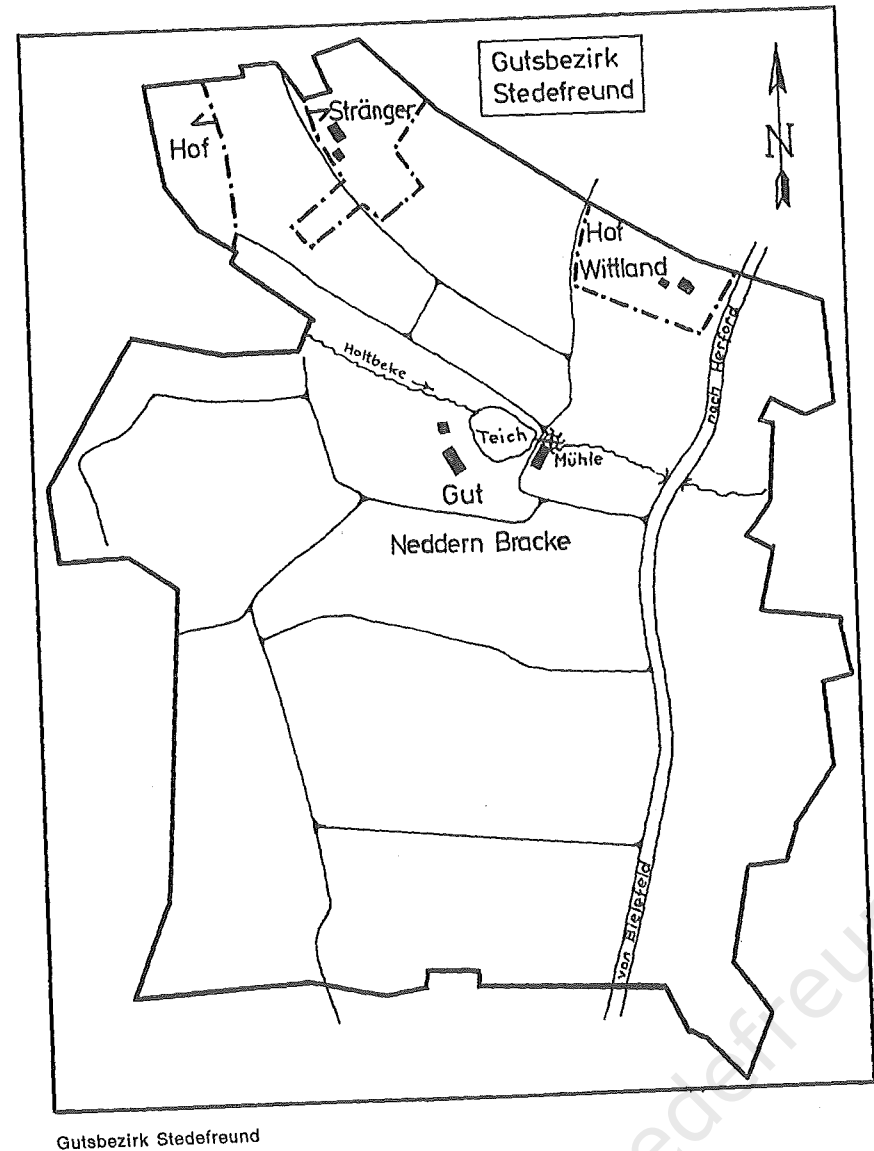 Gutsbezirk
Stedefreund
N
Hof
Stränger
Hof
Wittland
nach Herford
Holtbeke
Teich
Mühle
Gut
Neddern Bracke
von Bielefeld
Gutsbezirk Stedefreund